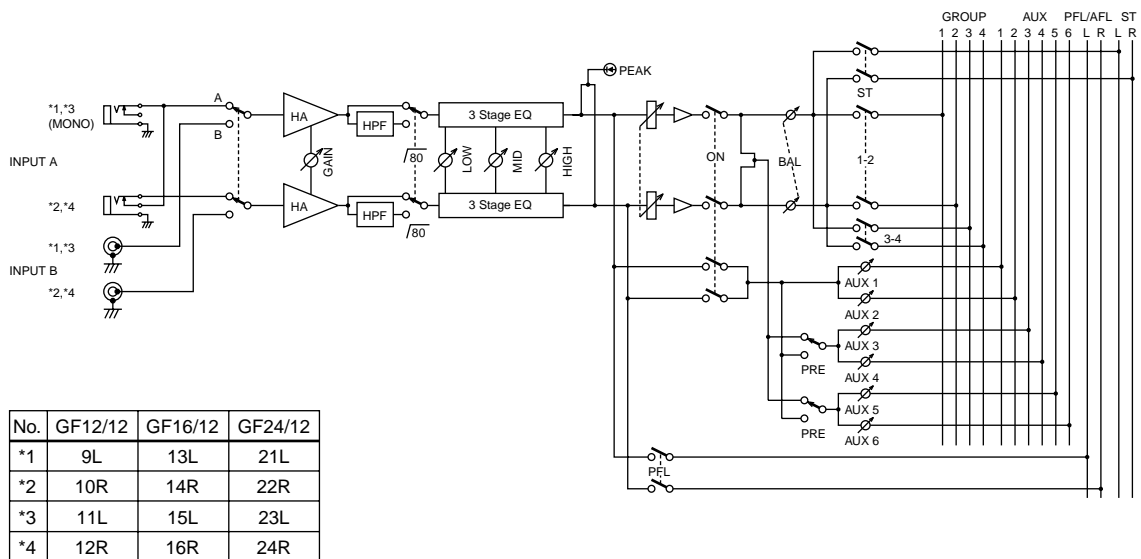 GROUP AUX PFL/AFL ST
1 2 3 4 1 2 3 4 5 6 L R L R
PEAK
ST
*1,*3
(MONO)
A
B
HA
HPF
80
3 Stage EQ
INPUT A
GAIN
LOW
MID
HIGH
ON
BAL
1-2
*2,*4
HA
HPF
80
3 Stage EQ
3-4
*1,*3
INPUT B
*2,*4
AUX 1
AUX 2
AUX 3
PRE
AUX 4
AUX 5
PRE
AUX 6
PFL
No. GF12/12 GF16/12 GF24/12
*1 9L 13L 21L
*2 10R 14R 22R
*3 11L 15L 23L
*4 12R 16R 24R